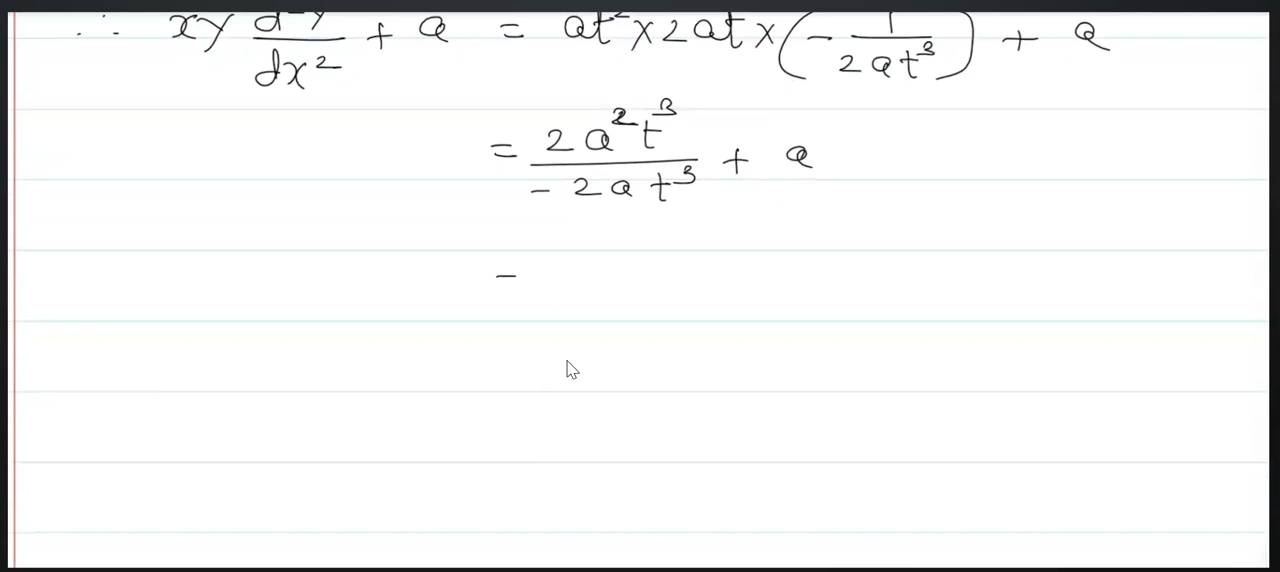 ∴ xy d²y/dx² + a = at² × 2at × (- 1/2at³) + a
= 2a²t³/-2at³ + a
-